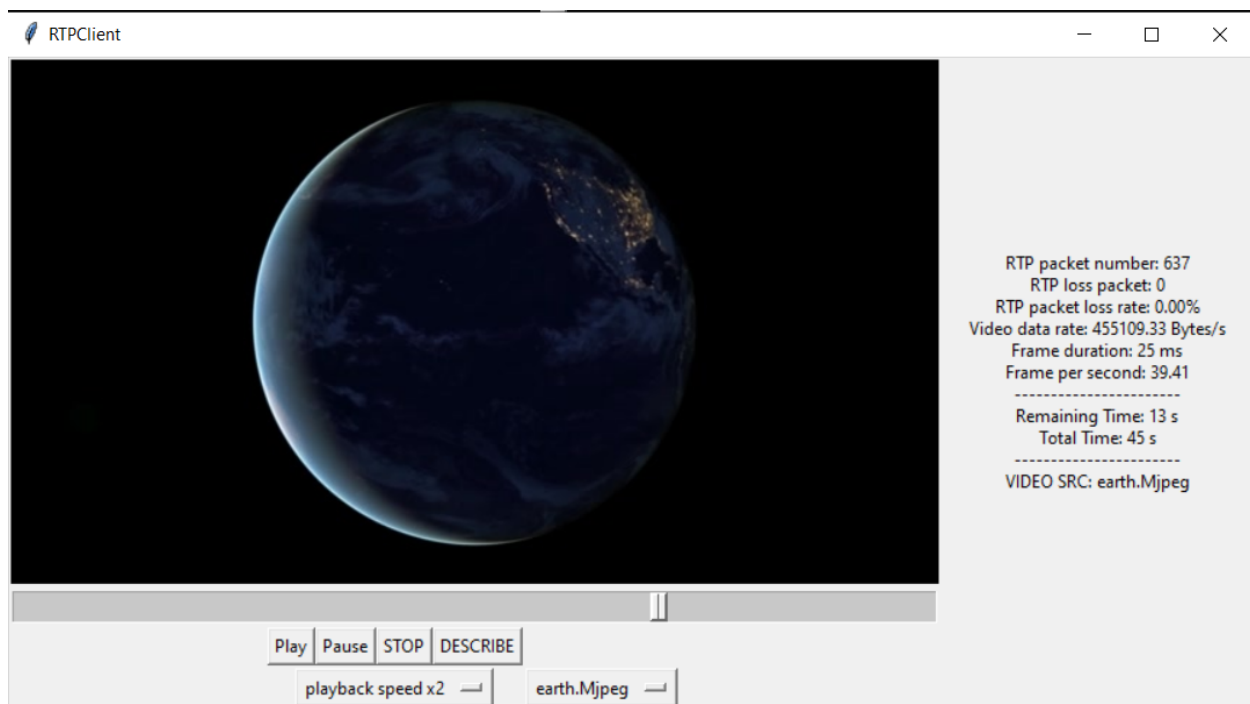 RTPClient
RTP packet number: 637
RTP loss packet: 0
RTP packet loss rate: 0.00%
Video data rate: 455109.33 Bytes/s
Frame duration: 25 ms
Frame per second: 39.41
-----------------------
Remaining Time: 13 s
Total Time: 45 s
-----------------------
VIDEO SRC: earth.Mjpeg
Play Pause STOP DESCRIBE
playback speed x2 earth.Mjpeg